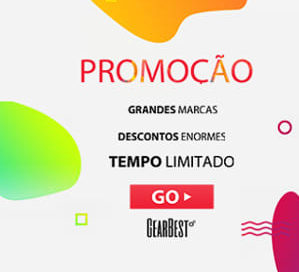 PROMOÇÃO
GRANDES MARCAS
DESCONTOS ENORMES
TEMPO LIMITADO
GO
GEARBEST